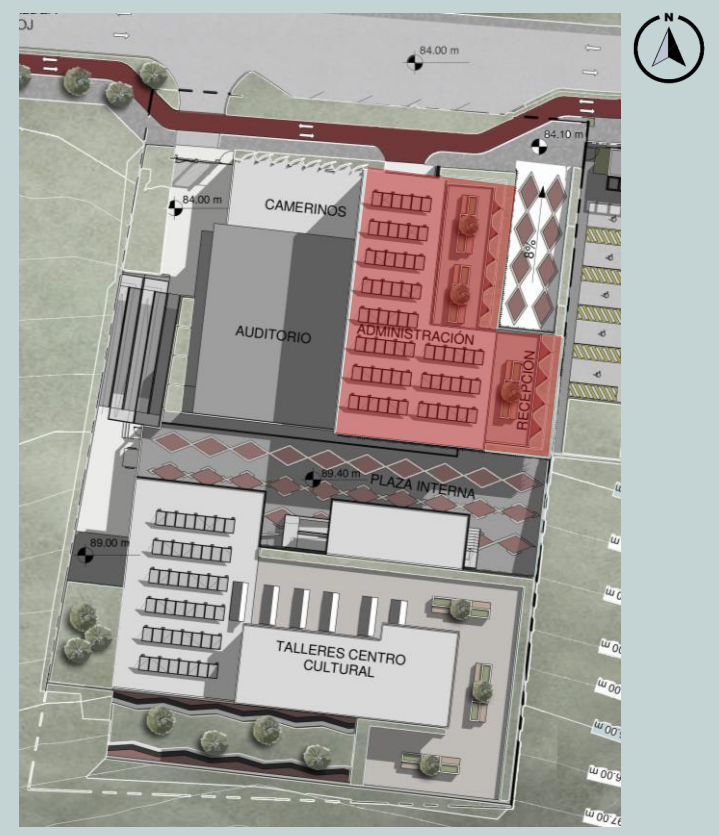 N
OJ
84.00 m
84.10 m
84.00 m
CAMERINOS
8%
AUDITORIO
ADMINISTRACIÓN
RECEPCIÓN
89.40 m
PLAZA INTERNA
89.00 m
TALLERES CENTRO
CULTURAL